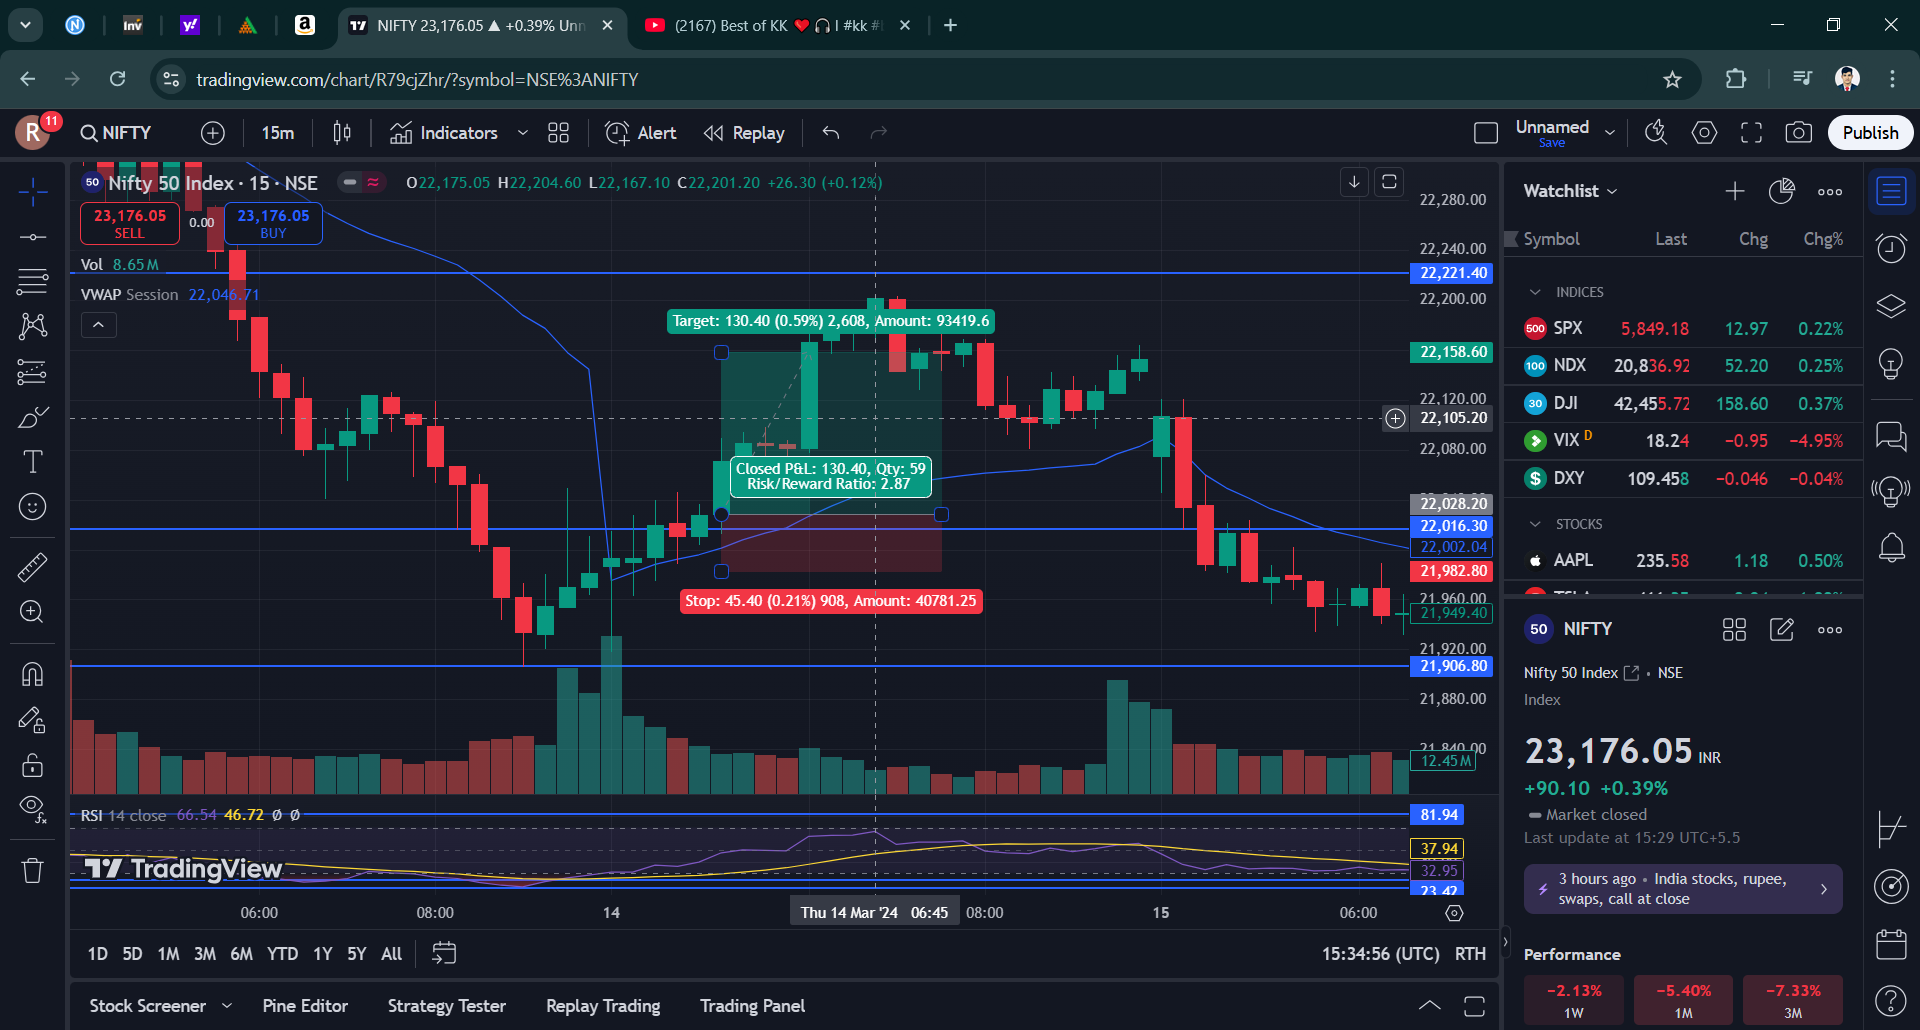 NIFTY 23,176.05 ▲ +0.39% Unn
(2167) Best of KK ❤️🎧 I #kk #
tradingview.com/chart/R79cjZhr/?symbol=NSE%3ANIFTY
R 11
NIFTY
15m
Indicators
Alert
Replay
Unnamed
Save
Publish
50 Nifty 50 Index · 15 · NSE
O22,175.05 H22,204.60 L22,167.10 C22,201.20 +26.30 (+0.12%)
23,176.05
SELL
0.00
23,176.05
BUY
Vol 8.65 M
VWAP Session 22,046.71
Target: 130.40 (0.59%) 2,608, Amount: 93419.6
Closed P&L: 130.40, Qty: 59
Risk/Reward Ratio: 2.87
Stop: 45.40 (0.21%) 908, Amount: 40781.25
22,280.00
22,240.00
22,221.40
22,200.00
22,158.60
22,120.00
22,105.20
22,080.00
22,028.20
22,016.30
22,002.04
21,982.80
21,960.00
21,949.40
21,920.00
21,906.80
21,880.00
21,840.00
12.45 M
RSI 14 close 66.54 46.72 Ø Ø
81.94
37.94
32.95
23.42
TradingView
06:00
08:00
14
Thu 14 Mar '24 06:45
08:00
15
06:00
1D 5D 1M 3M 6M YTD 1Y 5Y All
15:34:56 (UTC) RTH
Stock Screener
Pine Editor
Strategy Tester
Replay Trading
Trading Panel
Watchlist
Symbol Last Chg Chg%
INDICES
500 SPX 5,849.18 12.97 0.22%
100 NDX 20,836.92 52.20 0.25%
30 DJI 42,455.72 158.60 0.37%
VIX D 18.24 −0.95 −4.95%
$ DXY 109.458 −0.046 −0.04%
STOCKS
AAPL 235.58 1.18 0.50%
50 NIFTY
Nifty 50 Index • NSE
Index
23,176.05 INR
+90.10 +0.39%
Market closed
Last update at 15:29 UTC+5.5
3 hours ago • India stocks, rupee,
swaps, call at close
Performance
−2.13%
1W
−5.40%
1M
−7.33%
3M